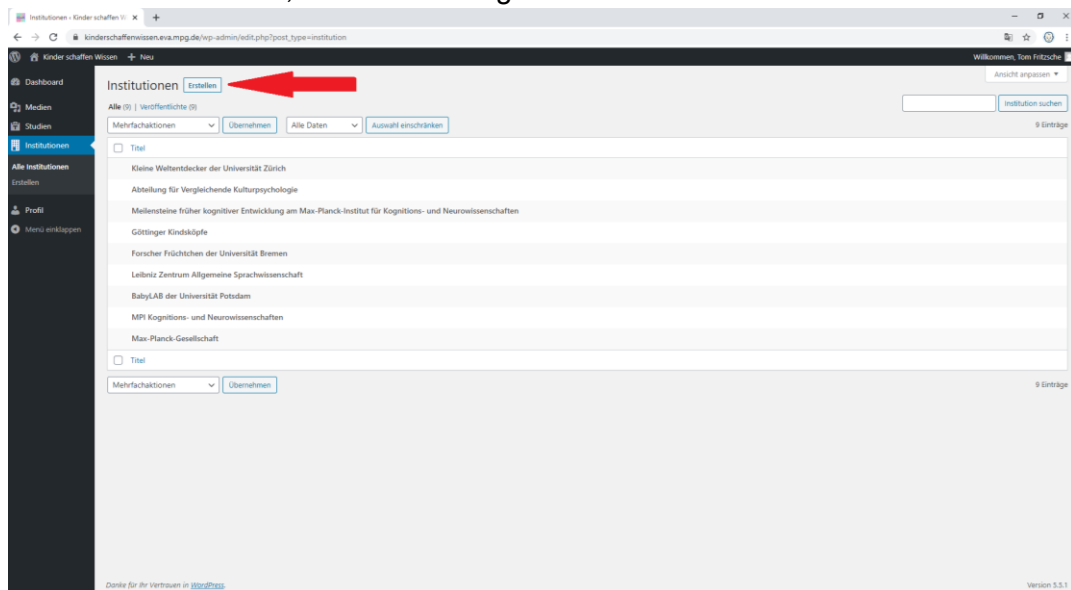 Institutionen ‹ Kinder schaffen W
kinderschaffenwissen.eva.mpg.de/wp-admin/edit.php?post_type=institution
Kinder schaffen Wissen + Neu
Willkommen, Tom Fritzsche
Dashboard
Medien
Studien
Institutionen
Alle Institutionen
Erstellen
Profil
Menü einklappen
Ansicht anpassen
Institutionen Erstellen
Alle (9) | Veröffentlichte (9)
Institution suchen
Mehrfachaktionen Übernehmen Alle Daten Auswahl einschränken
9 Einträge
Titel
Kleine Weltentdecker der Universität Zürich
Abteilung für Vergleichende Kulturpsychologie
Meilensteine früher kognitiver Entwicklung am Max-Planck-Institut für Kognitions- und Neurowissenschaften
Göttinger Kindsköpfe
Forscher Früchtchen der Universität Bremen
Leibniz Zentrum Allgemeine Sprachwissenschaft
BabyLAB der Universität Potsdam
MPI Kognitions- und Neurowissenschaften
Max-Planck-Gesellschaft
Titel
Mehrfachaktionen Übernehmen
9 Einträge
Danke für Ihr Vertrauen in WordPress.
Version 5.5.1